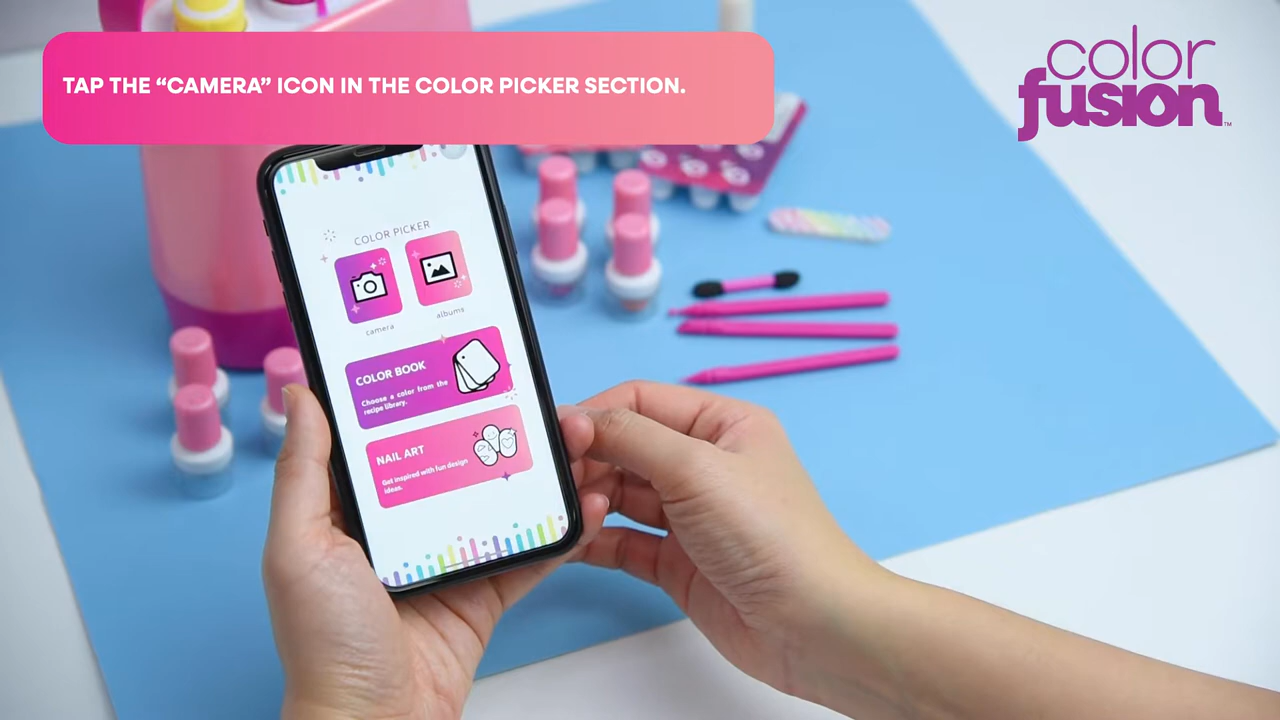 TAP THE “CAMERA” ICON IN THE COLOR PICKER SECTION.
color
fusion™
COLOR PICKER
camera
albums
COLOR BOOK
Choose a color from the
recipe library.
NAIL ART
Get inspired with fun design
ideas.